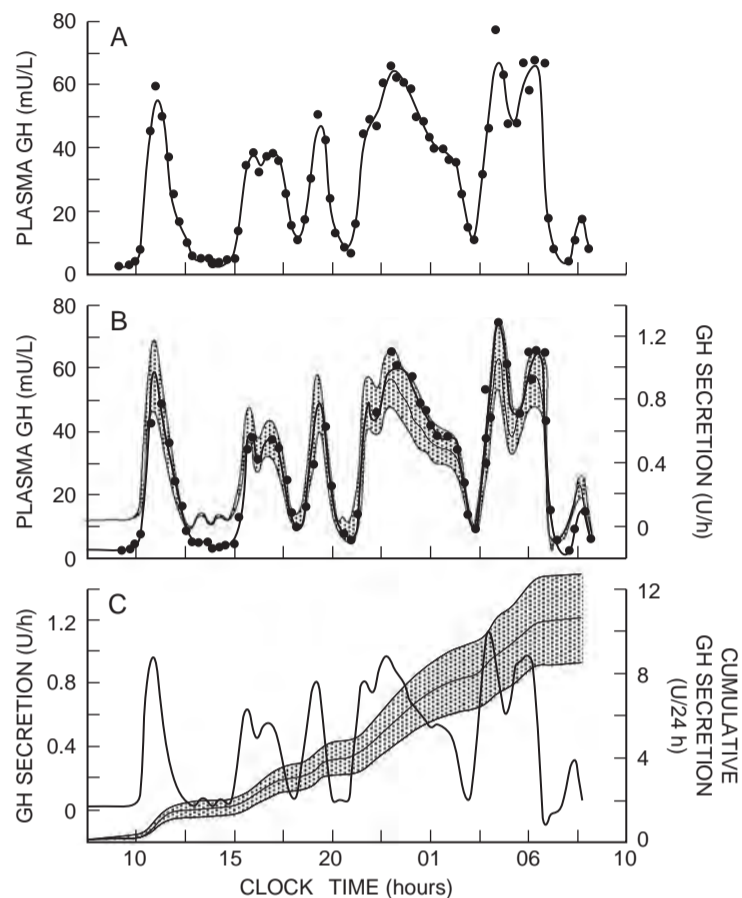 A
PLASMA GH (mU/L)
80
60
40
20
0
B
PLASMA GH (mU/L)
80
60
40
20
0
1.2
0.8
0.4
0
GH SECRETION (U/h)
C
GH SECRETION (U/h)
1.2
0.8
0.4
0
12
8
4
0
CUMULATIVE
GH SECRETION
(U/24 h)
10 15 20 01 06 10
CLOCK TIME (hours)